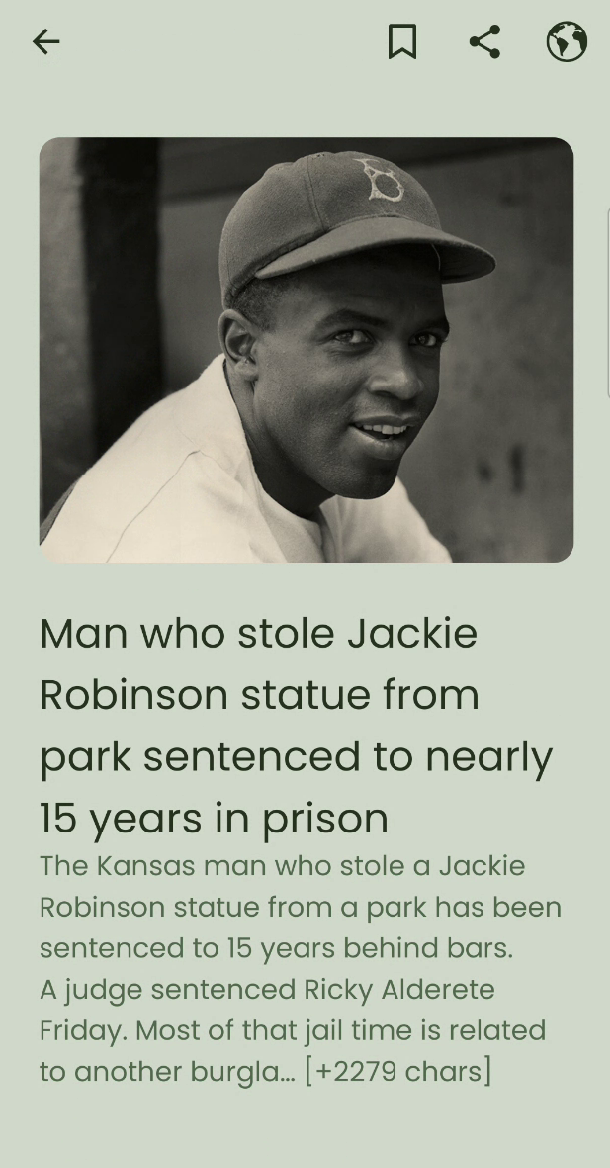 B
Man who stole Jackie
Robinson statue from
park sentenced to nearly
15 years in prison
The Kansas man who stole a Jackie
Robinson statue from a park has been
sentenced to 15 years behind bars.
A judge sentenced Ricky Alderete
Friday. Most of that jail time is related
to another burgla... [+2279 chars]